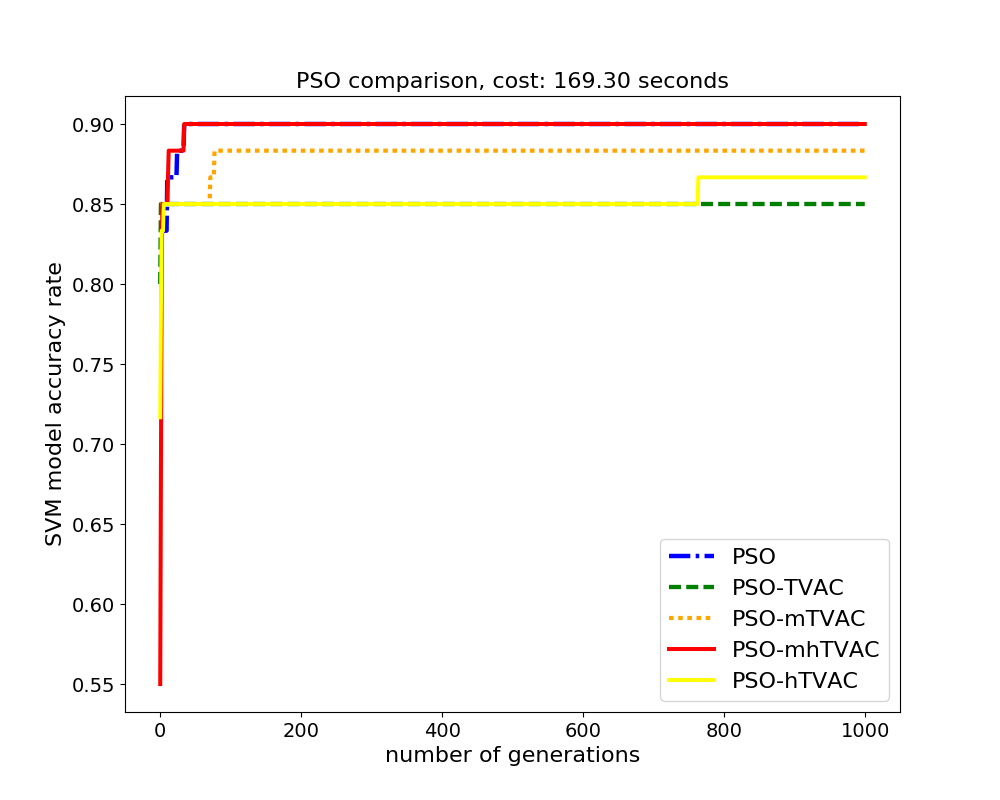 PSO comparison, cost: 169.30 seconds
SVM model accuracy rate
0.90
0.85
0.80
0.75
0.70
0.65
0.60
0.55
0 200 400 600 800 1000
number of generations
PSO
PSO-TVAC
PSO-mTVAC
PSO-mhTVAC
PSO-hTVAC